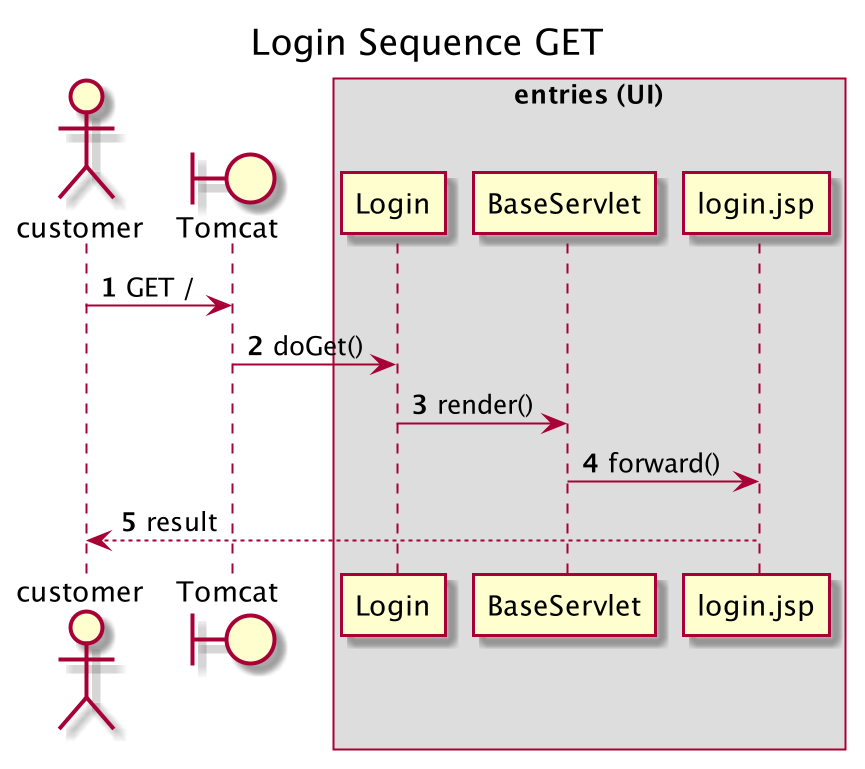 Login Sequence GET
entries (UI)
customer
Tomcat
Login
BaseServlet
login.jsp
1 GET /
2 doGet()
3 render()
4 forward()
5 result
customer
Tomcat
Login
BaseServlet
login.jsp